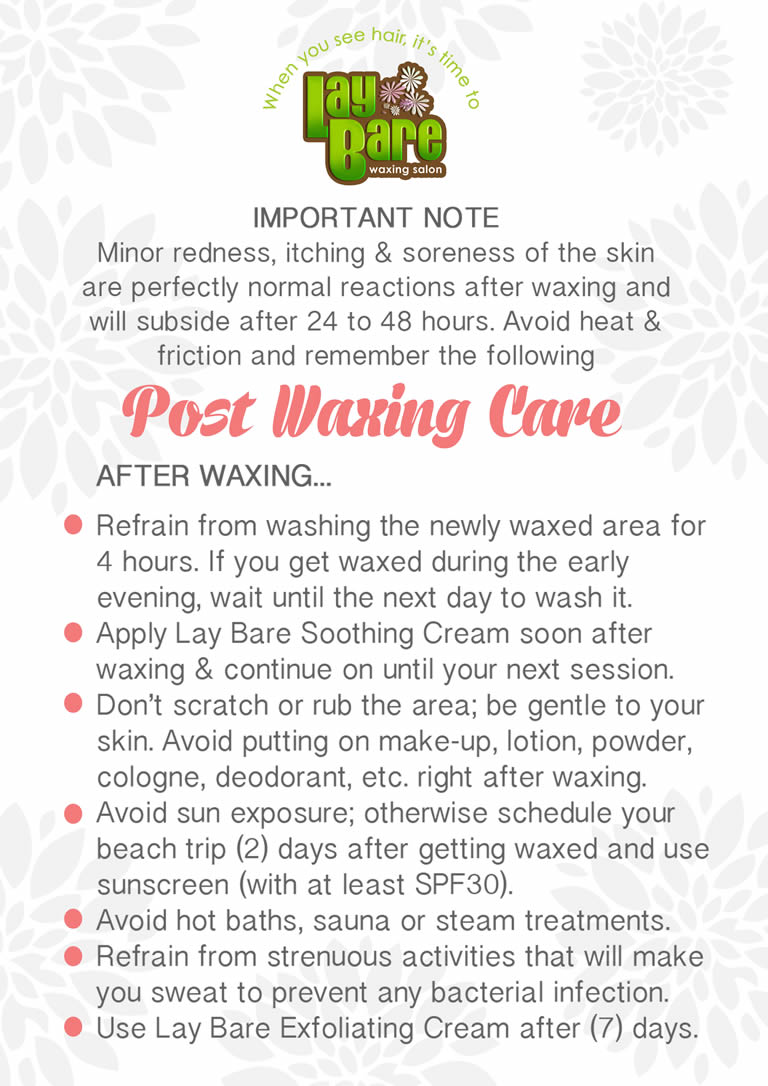 When you see hair, it's time to
Lay
Bare
waxing salon
IMPORTANT NOTE
Minor redness, itching & soreness of the skin
are perfectly normal reactions after waxing and
will subside after 24 to 48 hours. Avoid heat &
friction and remember the following
Post Waxing Care
AFTER WAXING...
Refrain from washing the newly waxed area for
4 hours. If you get waxed during the early
evening, wait until the next day to wash it.
Apply Lay Bare Soothing Cream soon after
waxing & continue on until your next session.
Don't scratch or rub the area; be gentle to your
skin. Avoid putting on make-up, lotion, powder,
cologne, deodorant, etc. right after waxing.
Avoid sun exposure; otherwise schedule your
beach trip (2) days after getting waxed and use
sunscreen (with at least SPF30).
Avoid hot baths, sauna or steam treatments.
Refrain from strenuous activities that will make
you sweat to prevent any bacterial infection.
Use Lay Bare Exfoliating Cream after (7) days.